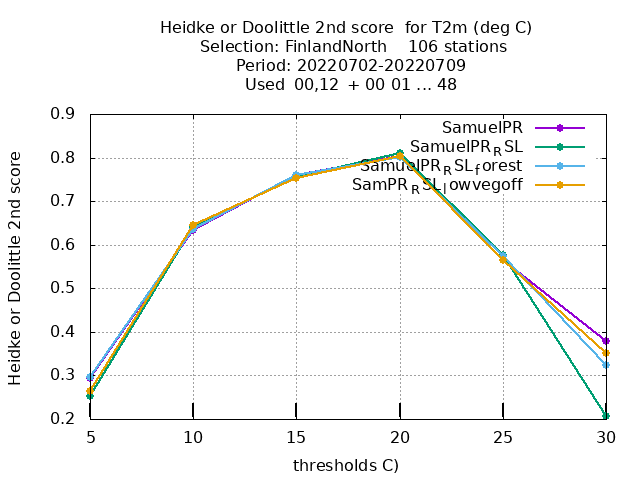 Heidke or Doolittle 2nd score  for T2m (deg C)
Selection: FinlandNorth    106 stations
Period: 20220702-20220709
Used  00,12  + 00 01 ... 48
Heidke or Doolittle 2nd score
0.9
0.8
0.7
0.6
0.5
0.4
0.3
0.2
SamuelPR
SamuelPR_RSL
SamuelPR_RSL_forest
SamPR_RSL_lowvegoff
5 10 15 20 25 30
thresholds C)